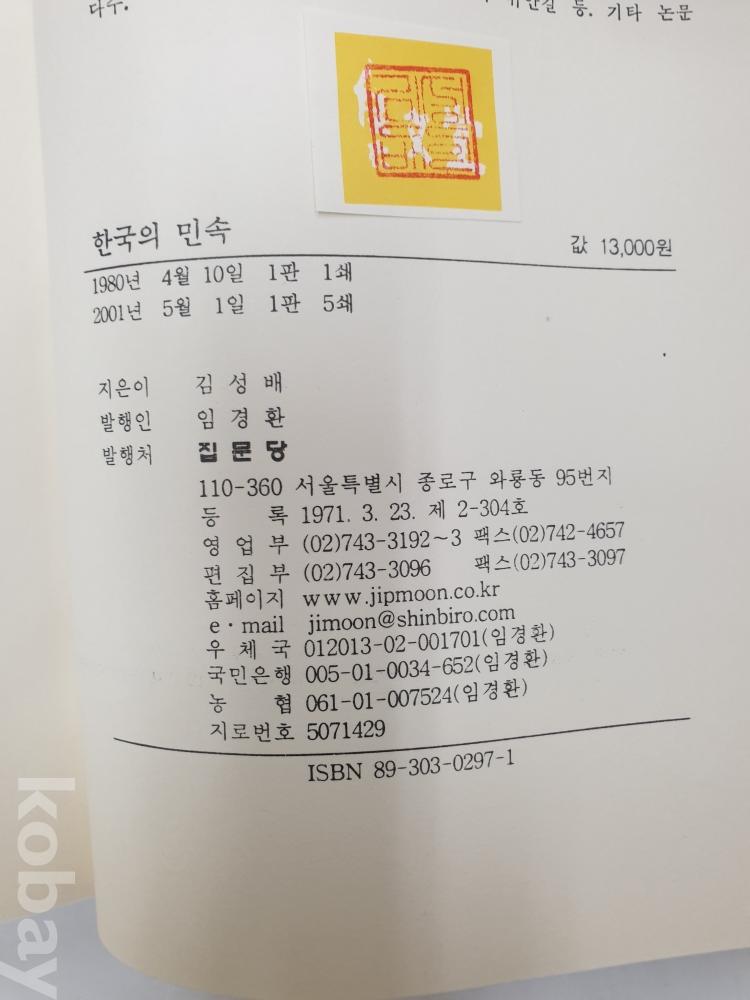 다수.
등. 기타 논문
한국의 민속
값 13,000원
1980년 4월 10일 1판 1쇄
2001년 5월 1일 1판 5쇄
지은이 김성배
발행인 임경환
발행처 집문당
110-360 서울특별시 종로구 와룡동 95번지
등 록 1971. 3. 23. 제 2-304호
영 업 부 (02)743-3192~3 팩스(02)742-4657
편 집 부 (02)743-3096 팩스(02)743-3097
홈페이지 www.jipmoon.co.kr
e·mail jimoon@shinbiro.com
우 체 국 012013-02-001701(임경환)
국민은행 005-01-0034-652(임경환)
농 협 061-01-007524(임경환)
지로번호 5071429
ISBN 89-303-0297-1
kobay